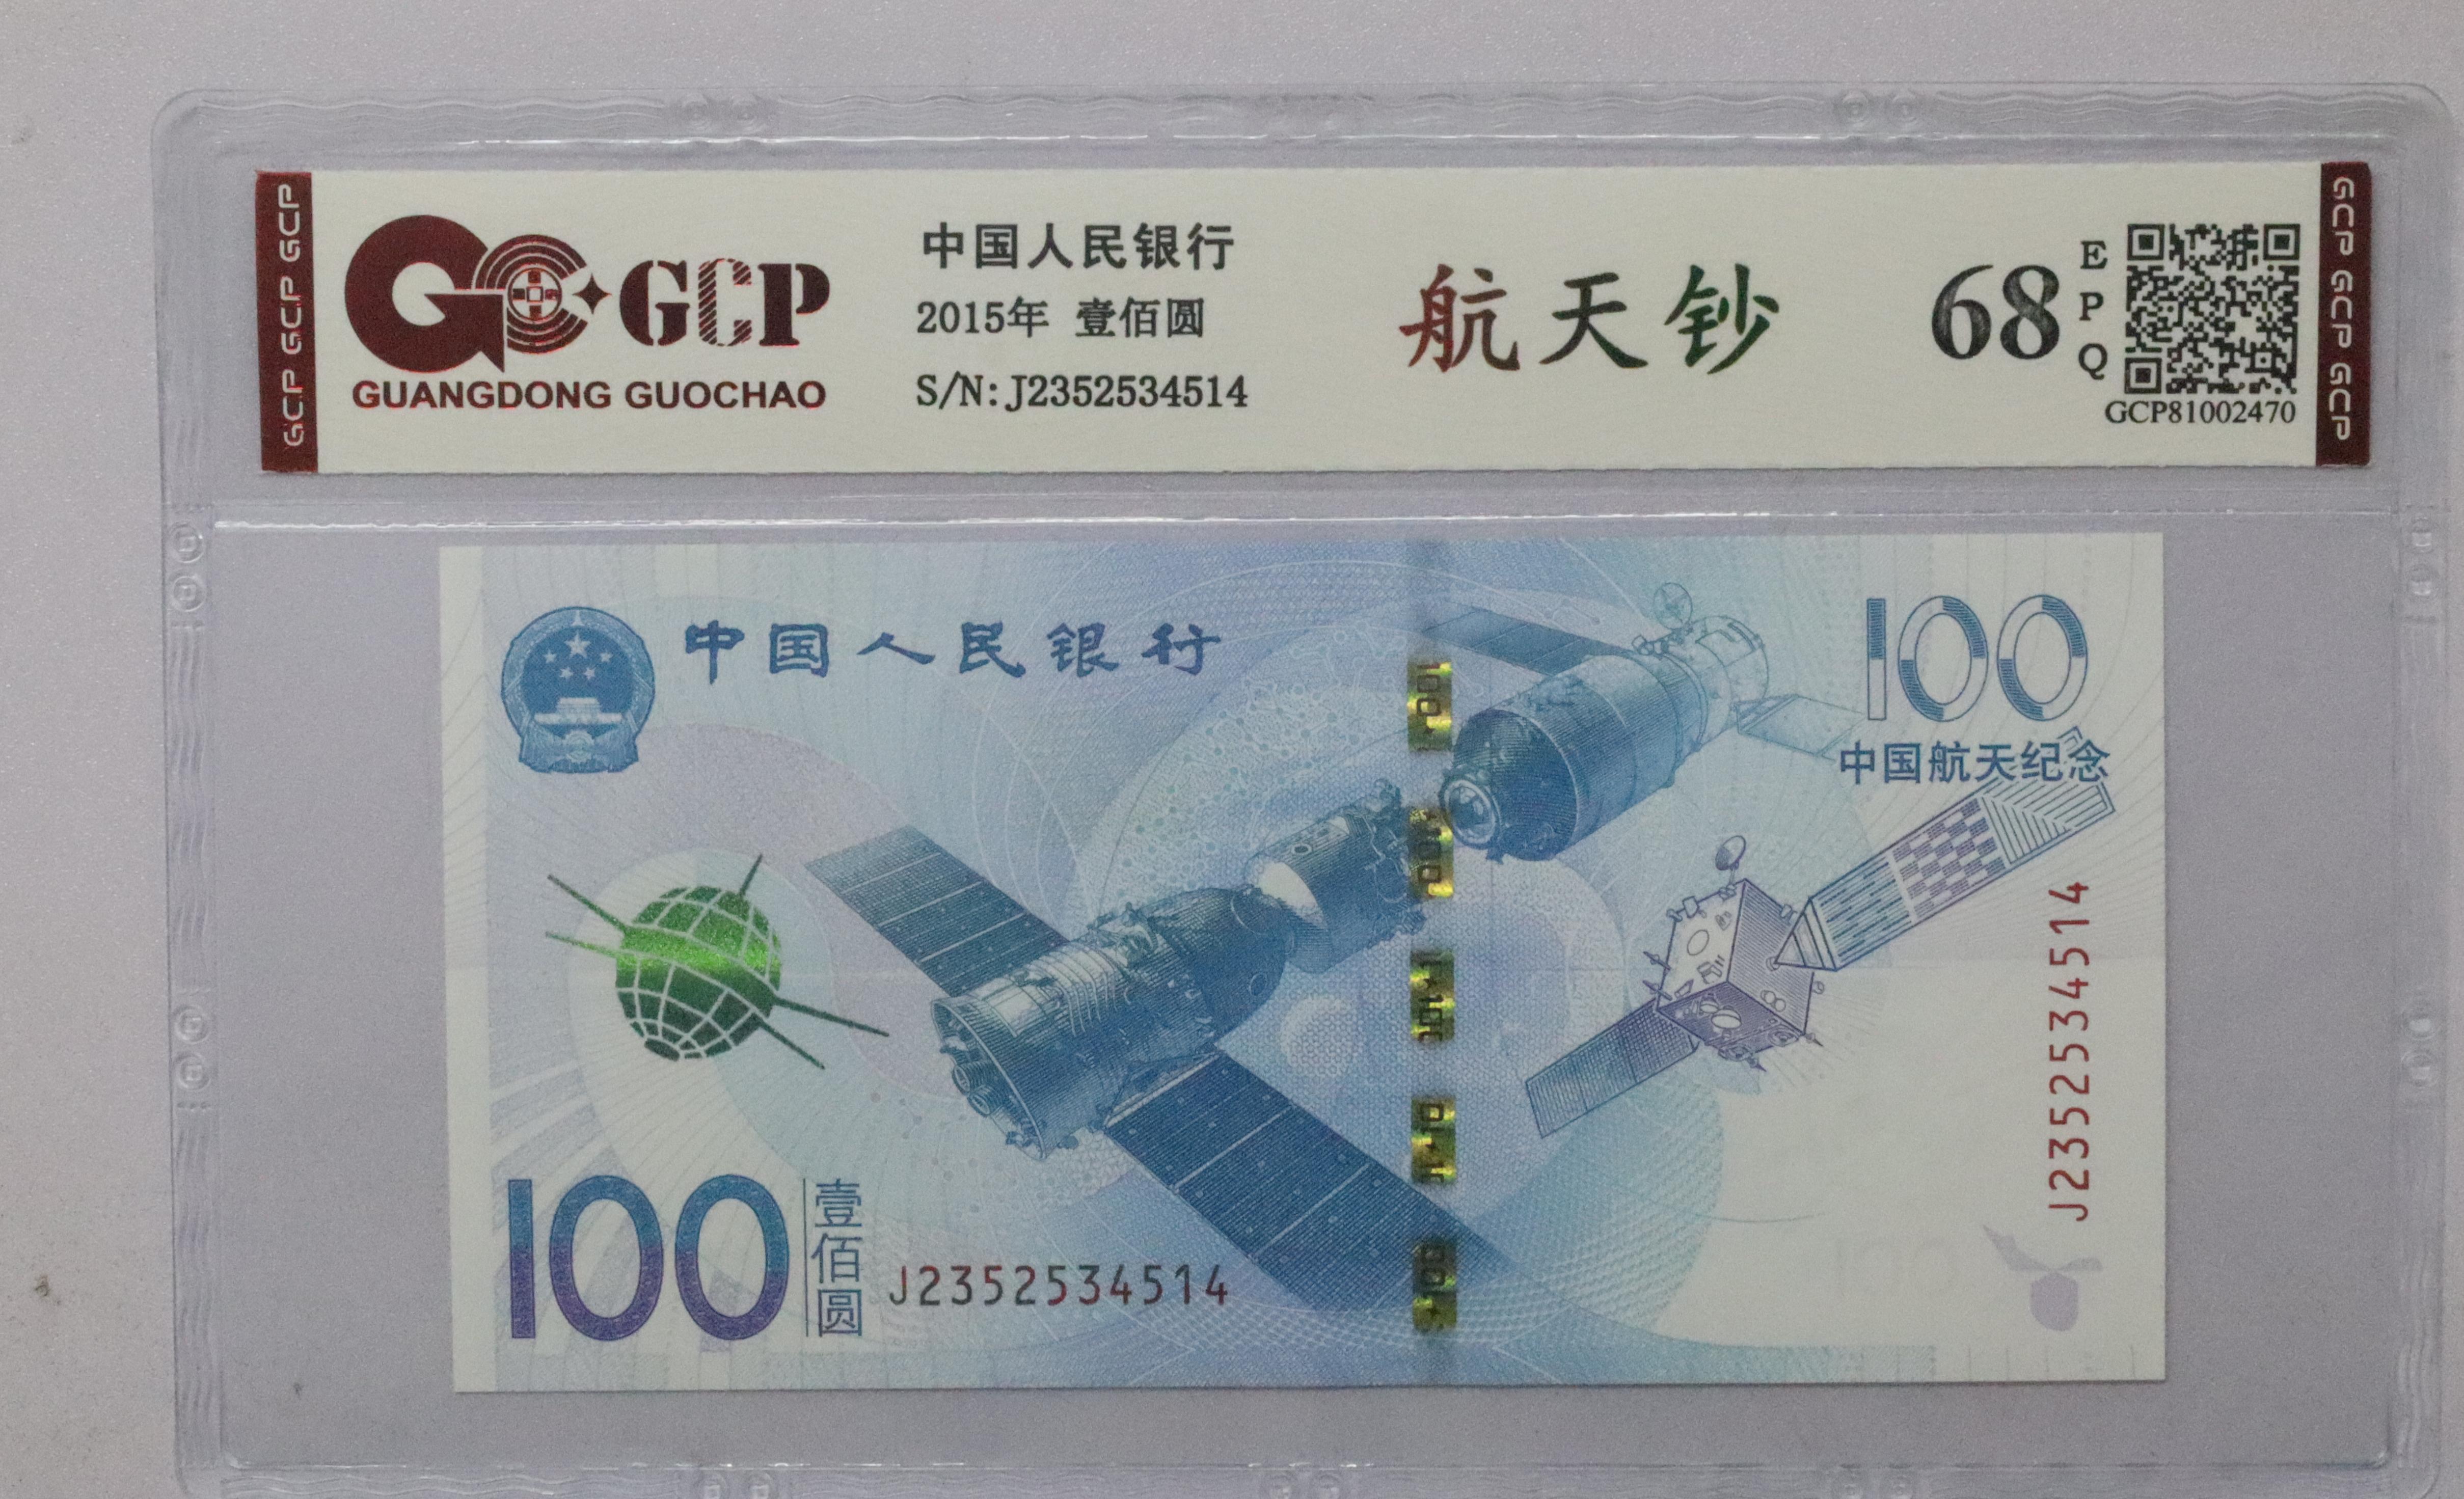 GCP GCP GCP
GCP
GUANGDONG GUOCHAO
中国人民银行
2015年 壹佰圆
S/N: J2352534514
航天钞
68
EPQ
GCP81002470
GCP GCP GCP
中国人民银行
100
中国航天纪念
J2352534514
100
壹佰圆
J2352534514